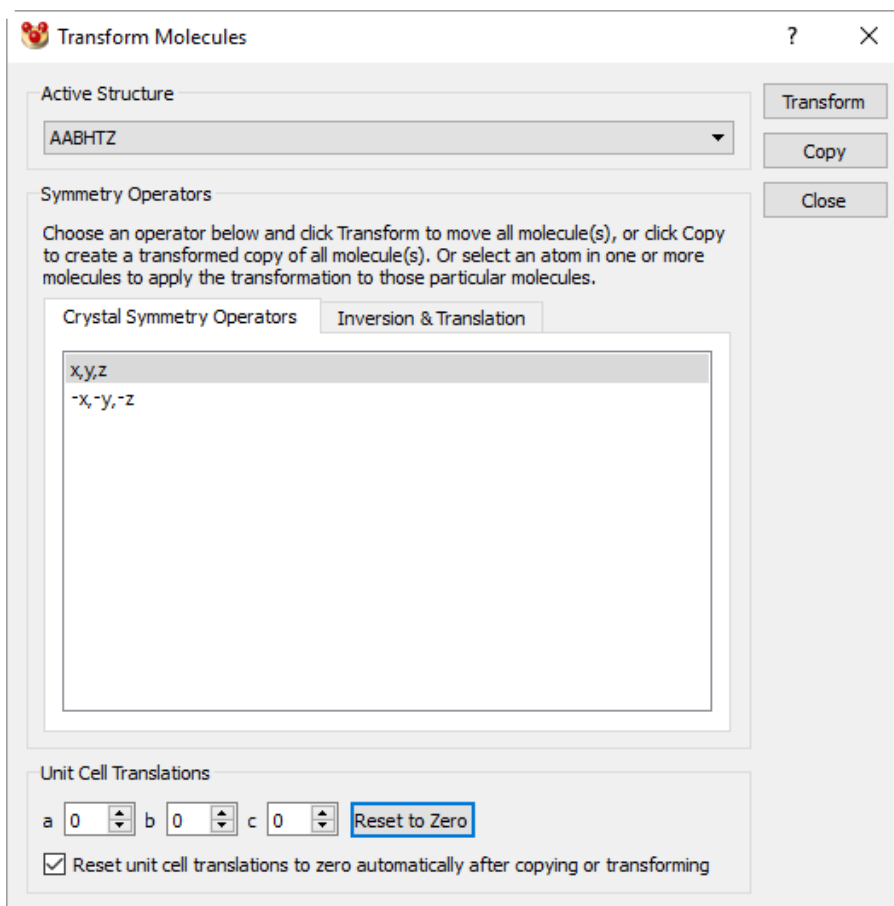 Transform Molecules
?
Active Structure
Transform
AABHTZ
Copy
Symmetry Operators
Close
Choose an operator below and click Transform to move all molecule(s), or click Copy
to create a transformed copy of all molecule(s). Or select an atom in one or more
molecules to apply the transformation to those particular molecules.
Crystal Symmetry Operators Inversion & Translation
x,y,z
-x,-y,-z
Unit Cell Translations
a 0 b 0 c 0 Reset to Zero
Reset unit cell translations to zero automatically after copying or transforming